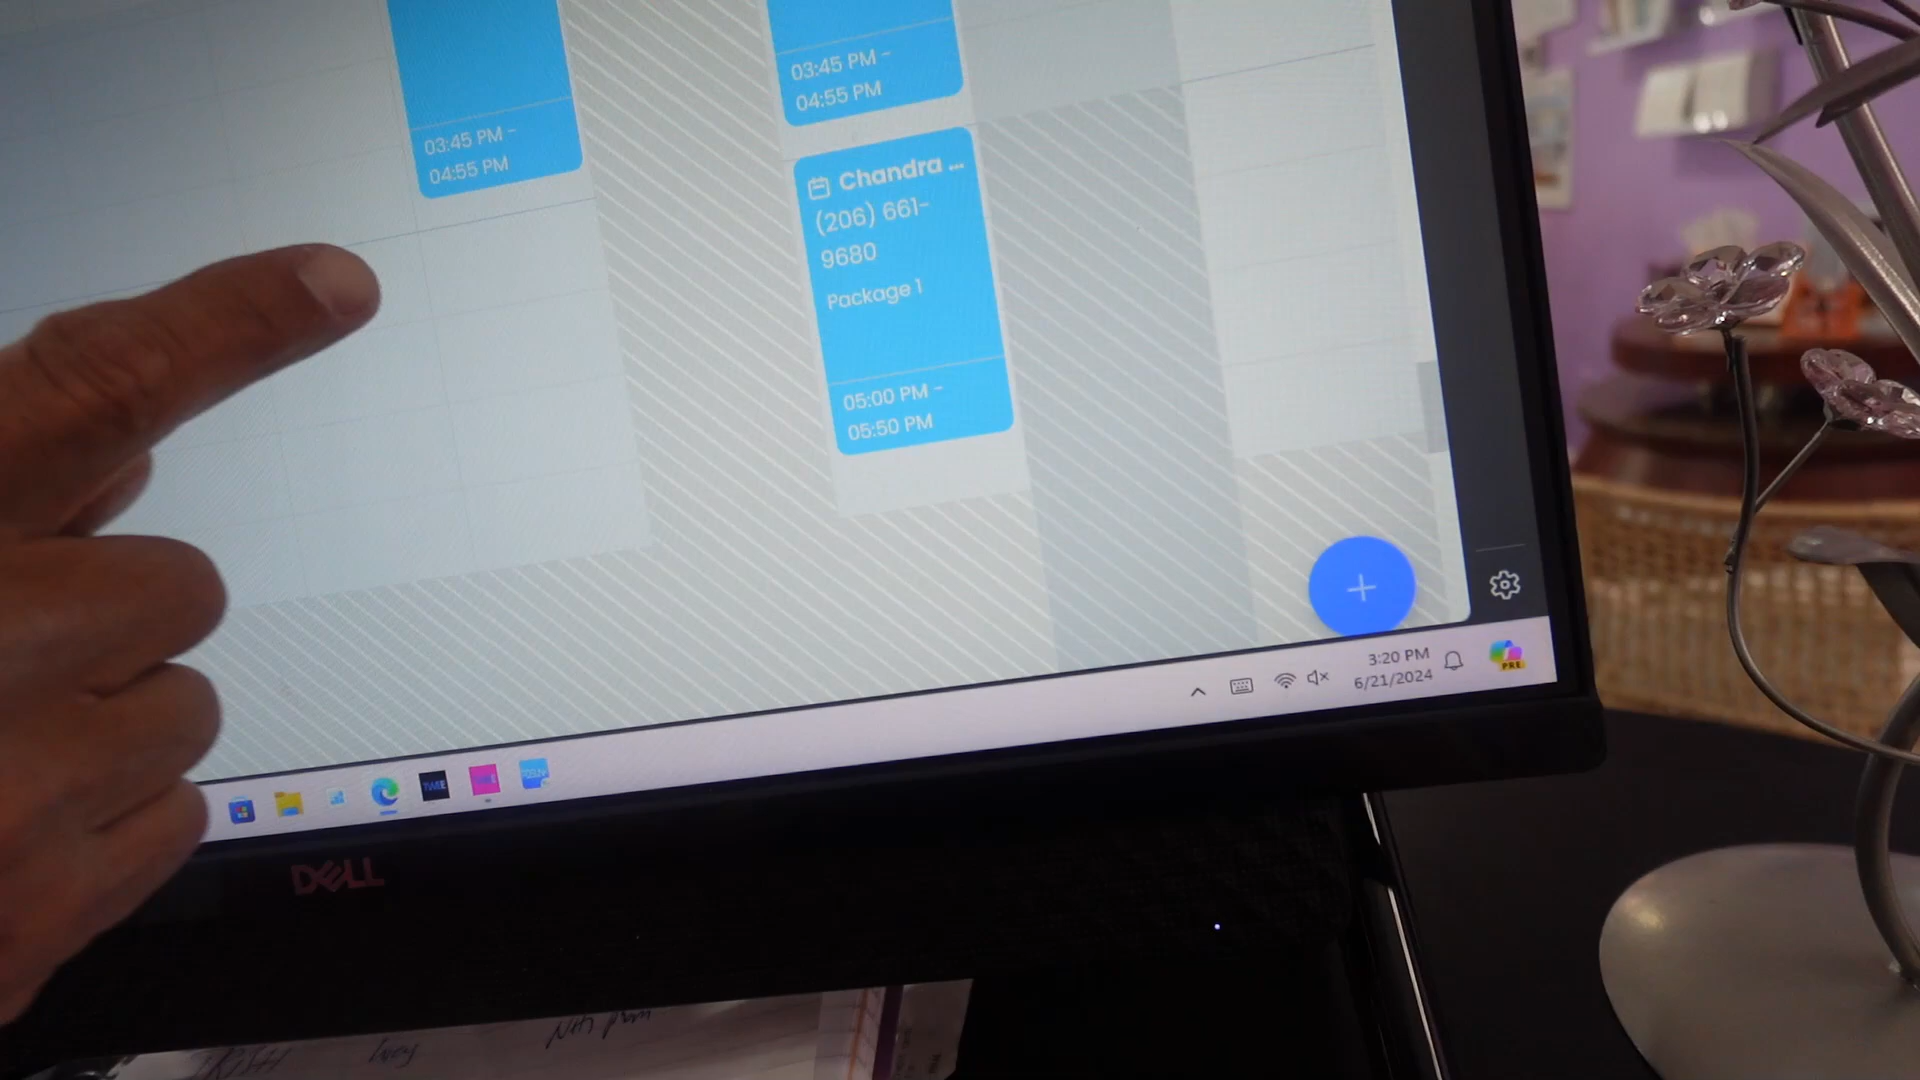 03:45 PM -
04:55 PM
03:45 PM -
04:55 PM
Chandra ...
(206) 661-
9680
Package 1
05:00 PM -
05:50 PM
3:20 PM
6/21/2024
PRE
DELL